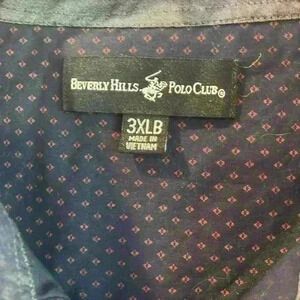 BEVERLY HILLS POLO CLUB®
3XLB
MADE IN
VIETNAM